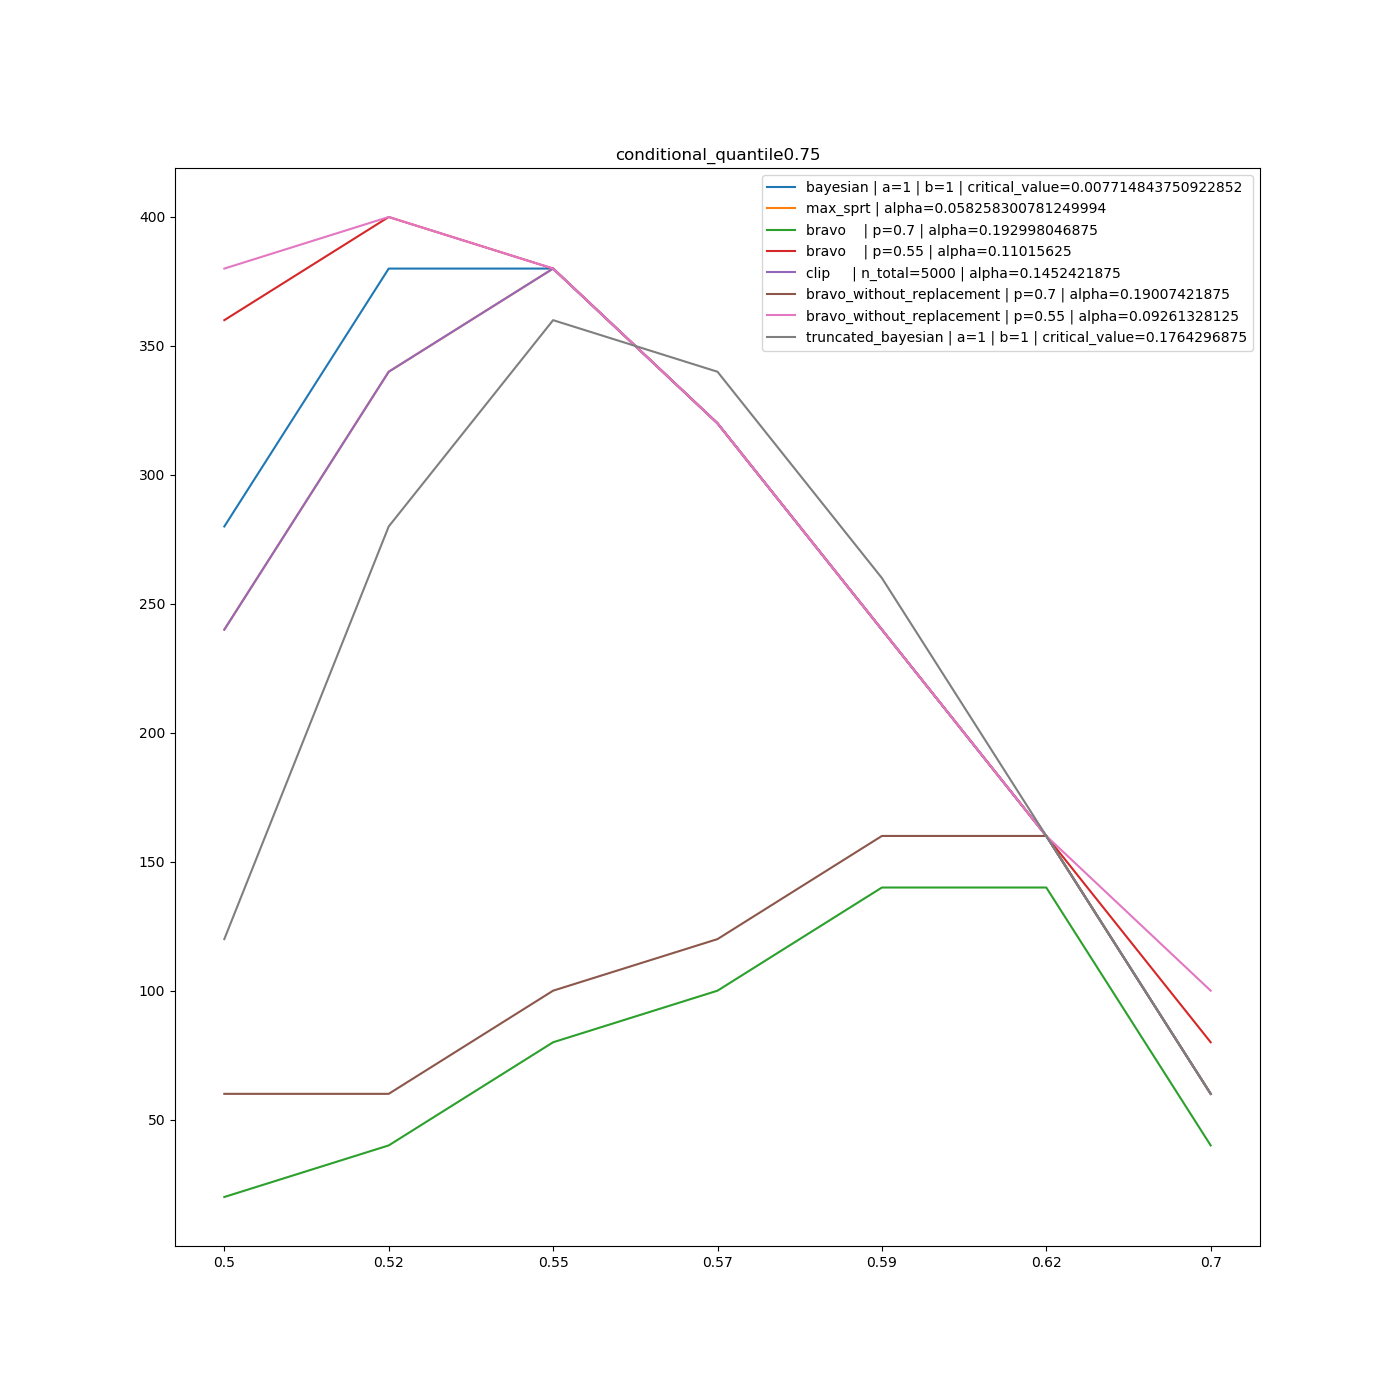 conditional_quantile0.75
bayesian | a=1 | b=1 | critical_value=0.007714843750922852
max_sprt | alpha=0.058258300781249994
bravo    | p=0.7 | alpha=0.192998046875
bravo    | p=0.55 | alpha=0.11015625
clip     | n_total=5000 | alpha=0.1452421875
bravo_without_replacement | p=0.7 | alpha=0.19007421875
bravo_without_replacement | p=0.55 | alpha=0.09261328125
truncated_bayesian | a=1 | b=1 | critical_value=0.1764296875
400
350
300
250
200
150
100
50
0.5 0.52 0.55 0.57 0.59 0.62 0.7